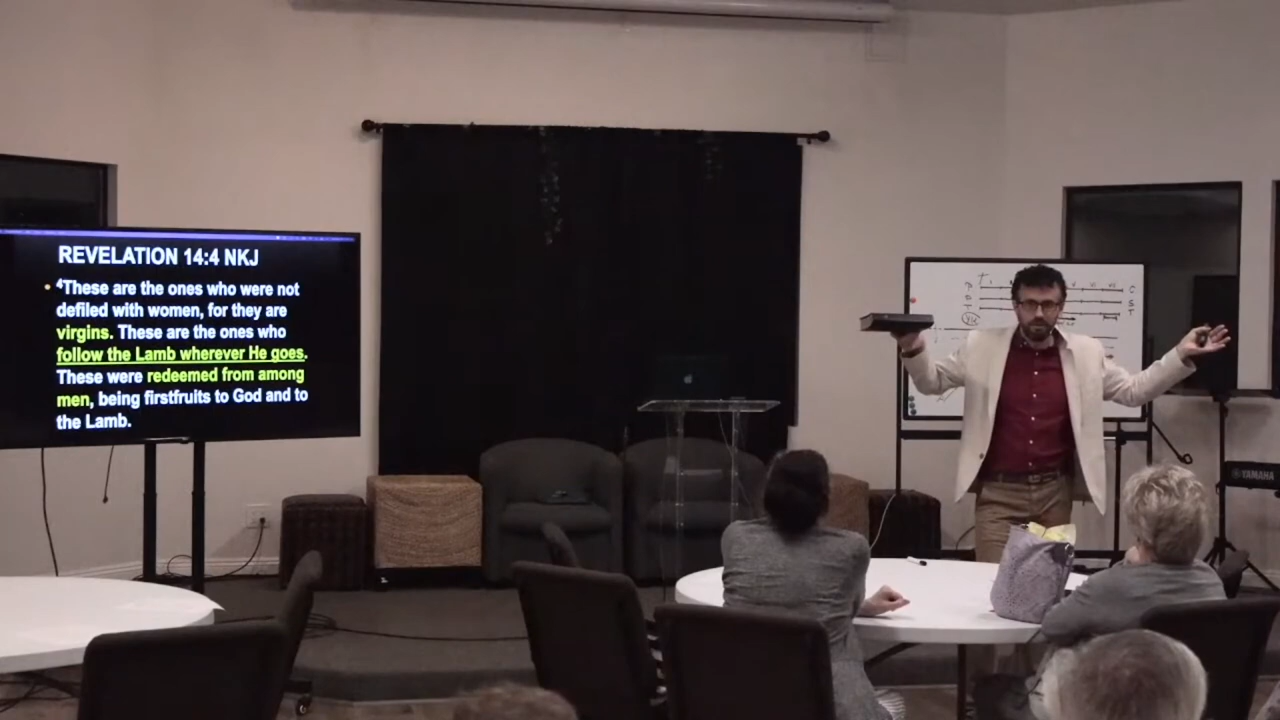 REVELATION 14:4 NKJ
• ⁴These are the ones who were not
defiled with women, for they are
virgins. These are the ones who
follow the Lamb wherever He goes.
These were redeemed from among
men, being firstfruits to God and to
the Lamb.
YAMAHA